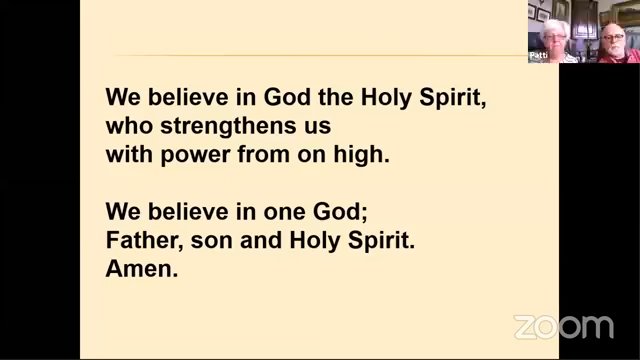 Patti
We believe in God the Holy Spirit,
who strengthens us
with power from on high.
We believe in one God;
Father, son and Holy Spirit.
Amen.
zoom